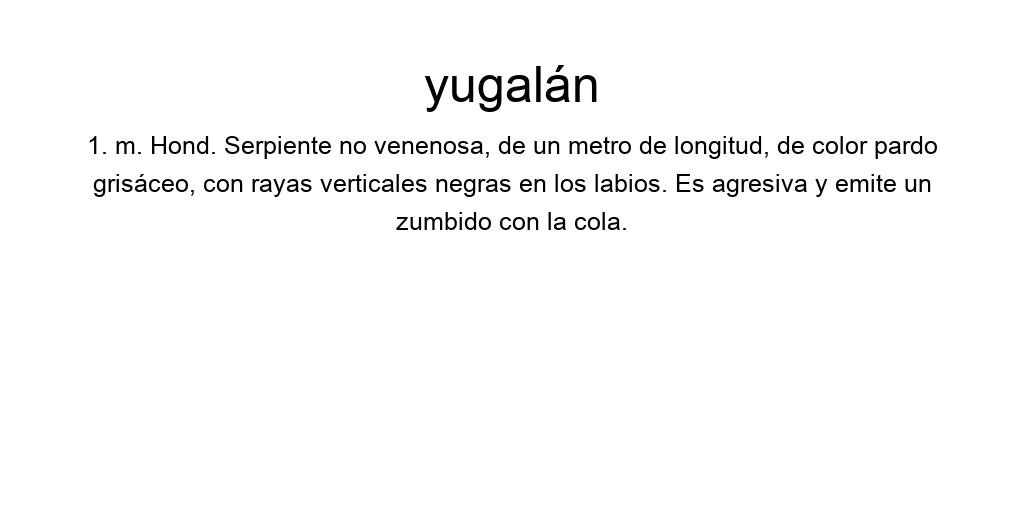 yugalán
1. m. Hond. Serpiente no venenosa, de un metro de longitud, de color pardo
grisáceo, con rayas verticales negras en los labios. Es agresiva y emite un
zumbido con la cola.